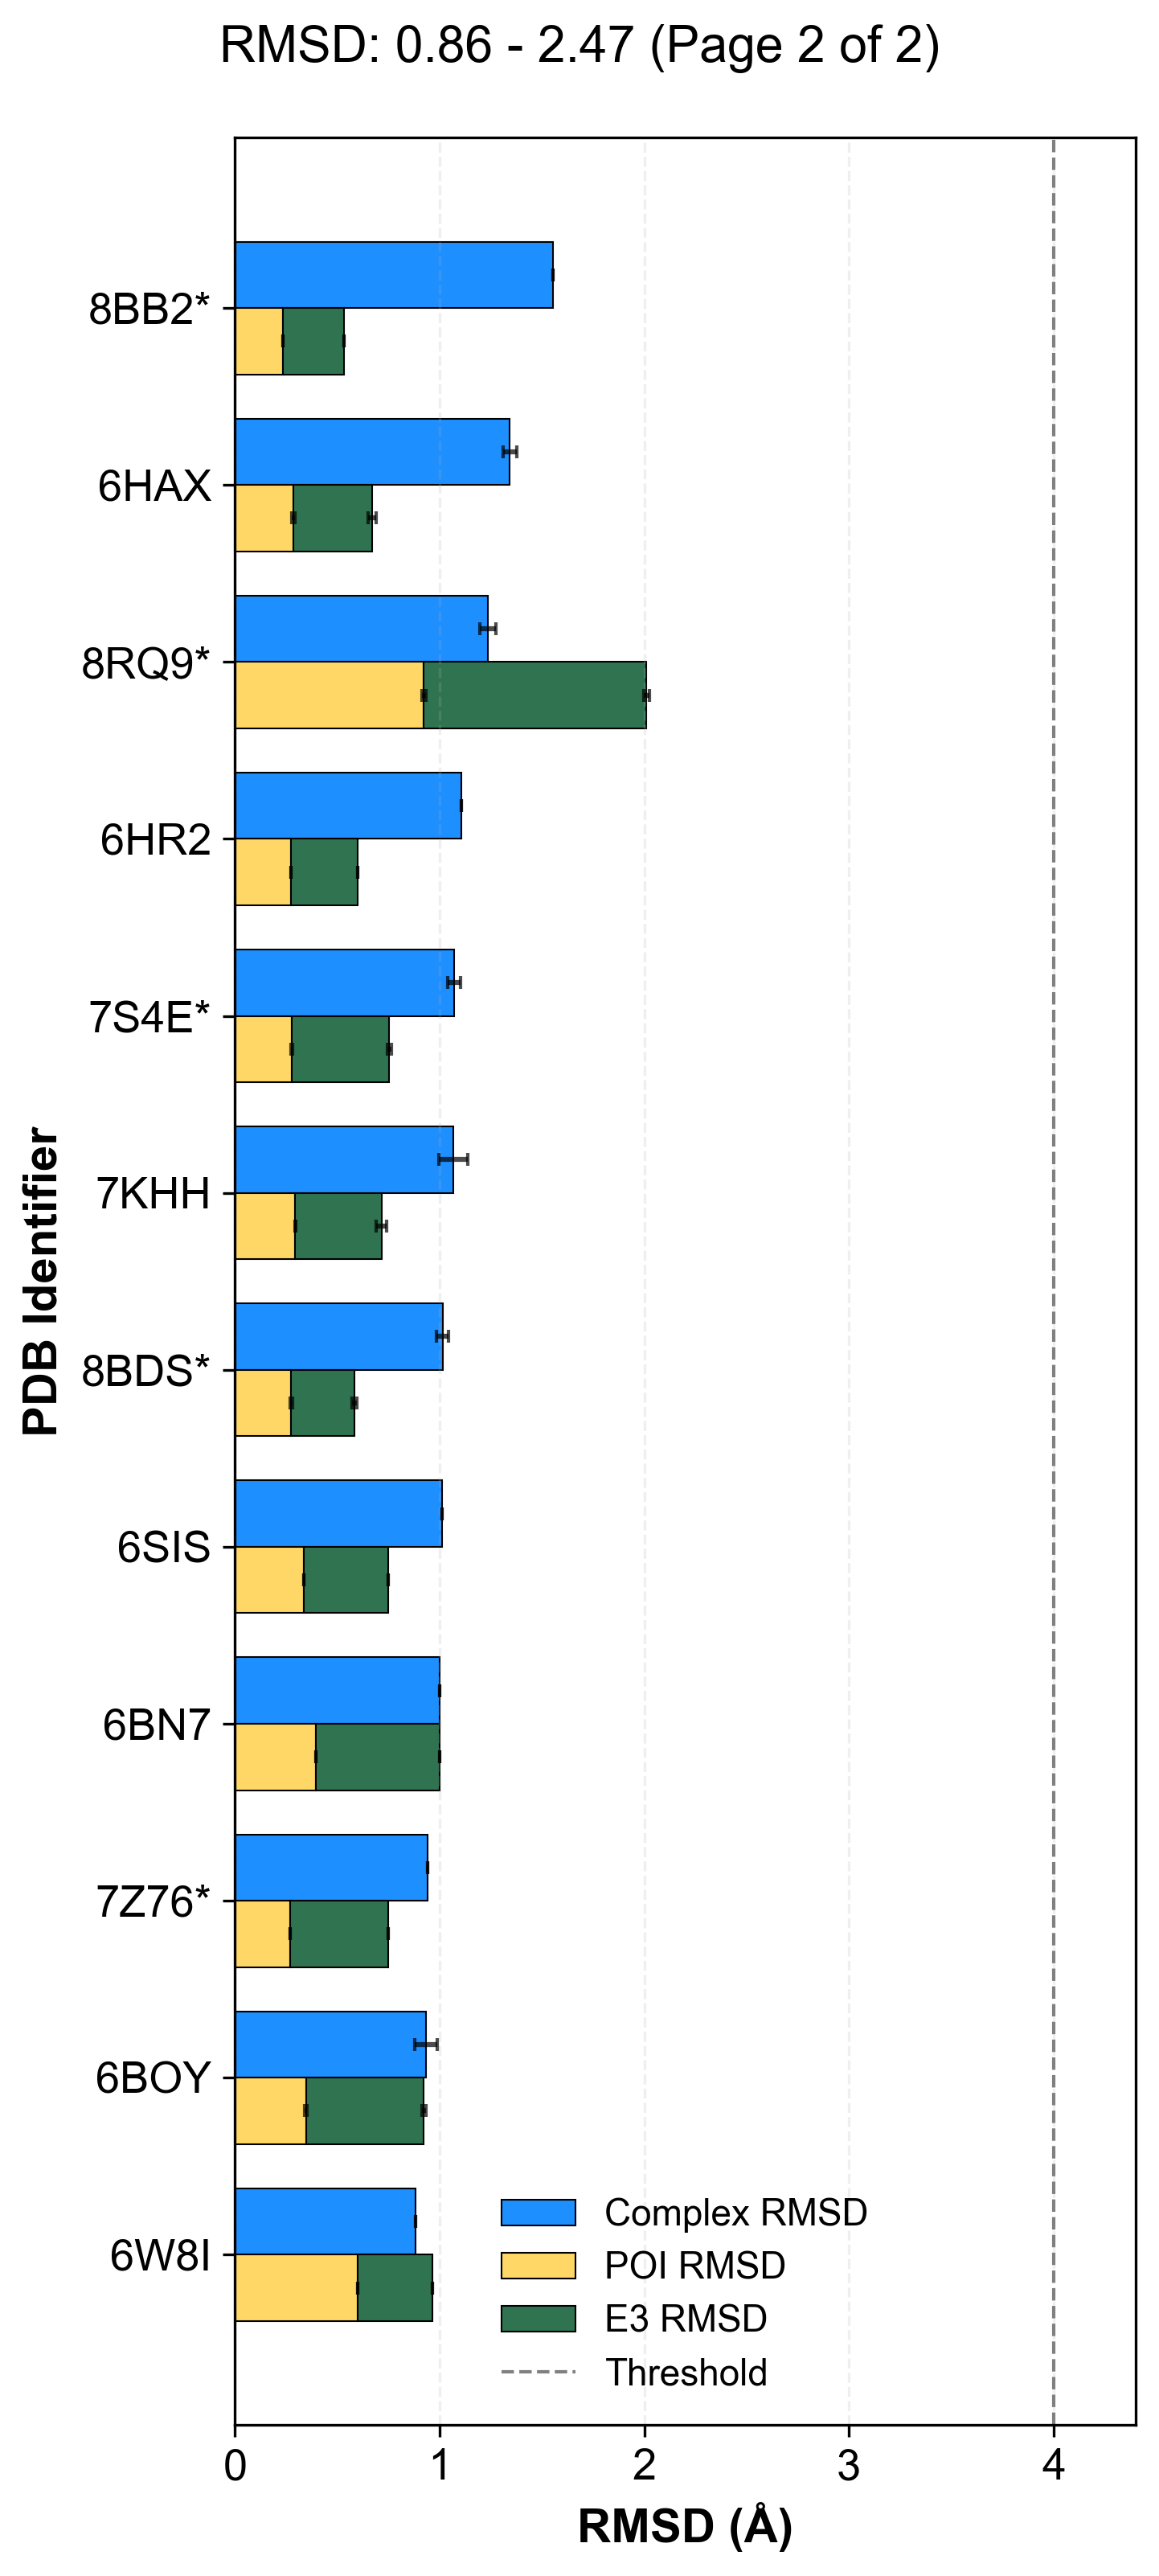 RMSD: 0.86 - 2.47 (Page 2 of 2)
8BB2*
6HAX
8RQ9*
6HR2
7S4E*
7KHH
8BDS*
6SIS
6BN7
7Z76*
6BOY
6W8I
PDB Identifier
Complex RMSD
POI RMSD
E3 RMSD
Threshold
0 1 2 3 4
RMSD (Å)